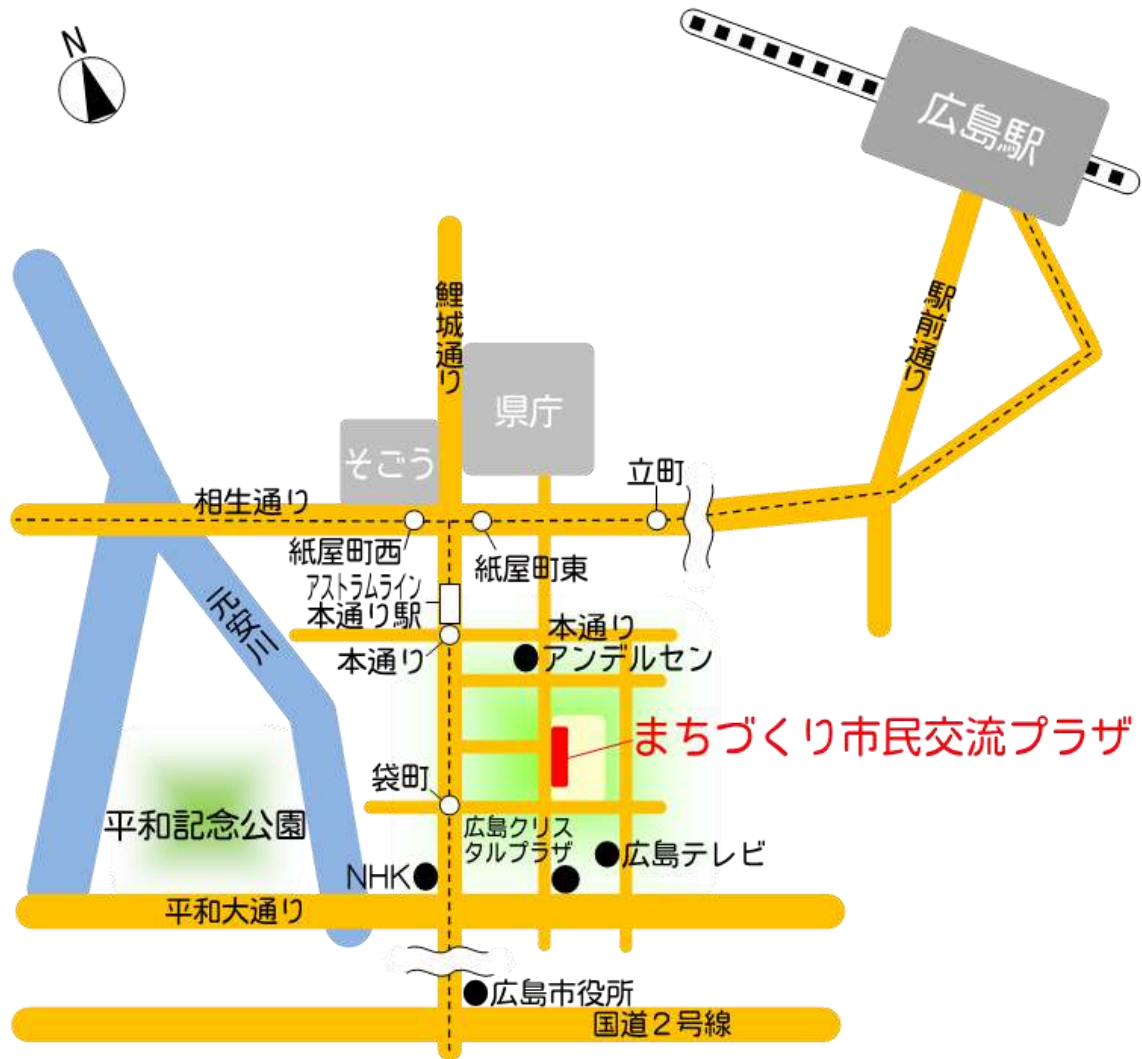 N
広島駅
鯉城通り
駅前通り
県庁
そごう
立町
相生通り
紙屋町西
紙屋町東
アストラムライン
本通り駅
元安川
本通り
本通り
アンデルセン
まちづくり市民交流プラザ
袋町
平和記念公園
広島クリス
タルプラザ
広島テレビ
NHK
平和大通り
広島市役所
国道2号線